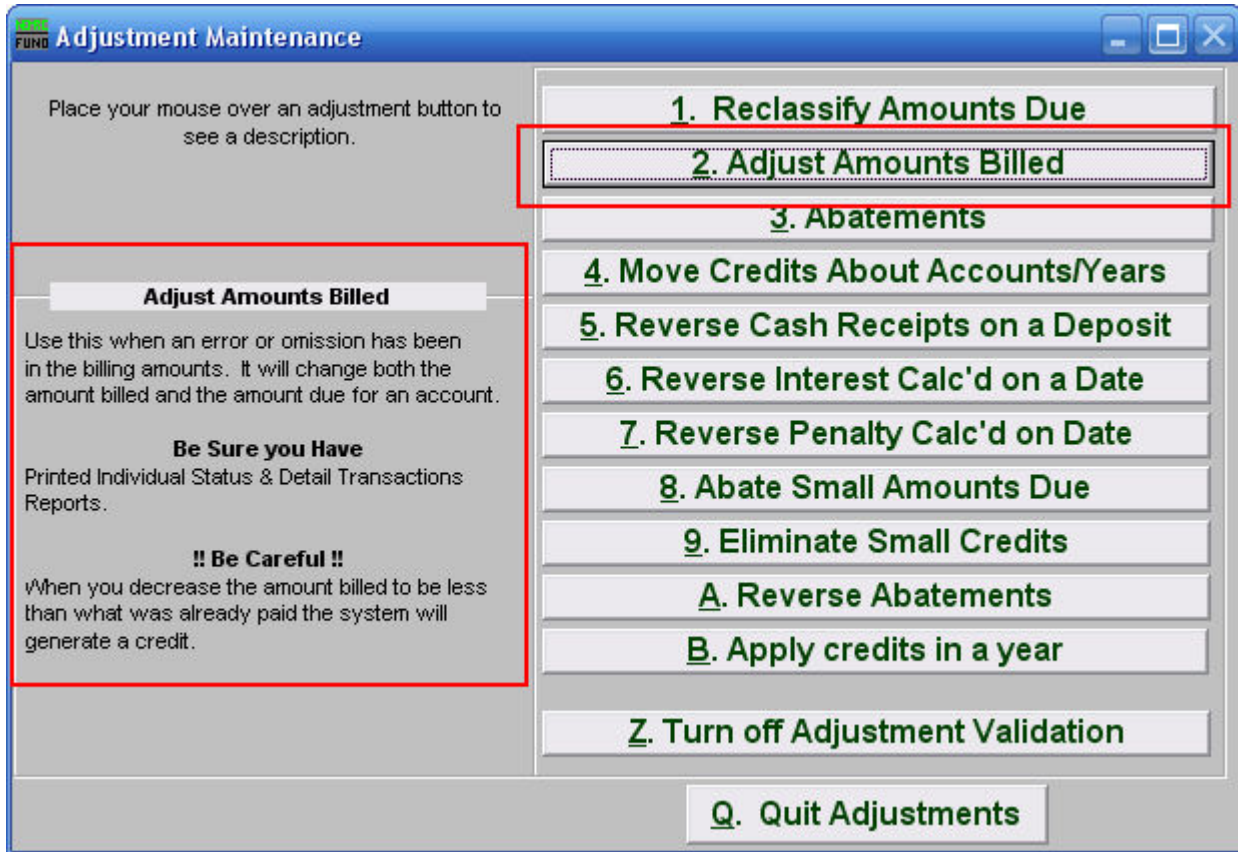 FUND Adjustment Maintenance
Place your mouse over an adjustment button to
see a description.
Adjust Amounts Billed
Use this when an error or omission has been
in the billing amounts. It will change both the
amount billed and the amount due for an account.
Be Sure you Have
Printed Individual Status & Detail Transactions
Reports.
!! Be Careful !!
When you decrease the amount billed to be less
than what was already paid the system will
generate a credit.
1. Reclassify Amounts Due
2. Adjust Amounts Billed
3. Abatements
4. Move Credits About Accounts/Years
5. Reverse Cash Receipts on a Deposit
6. Reverse Interest Calc'd on a Date
7. Reverse Penalty Calc'd on Date
8. Abate Small Amounts Due
9. Eliminate Small Credits
A. Reverse Abatements
B. Apply credits in a year
Z. Turn off Adjustment Validation
Q. Quit Adjustments